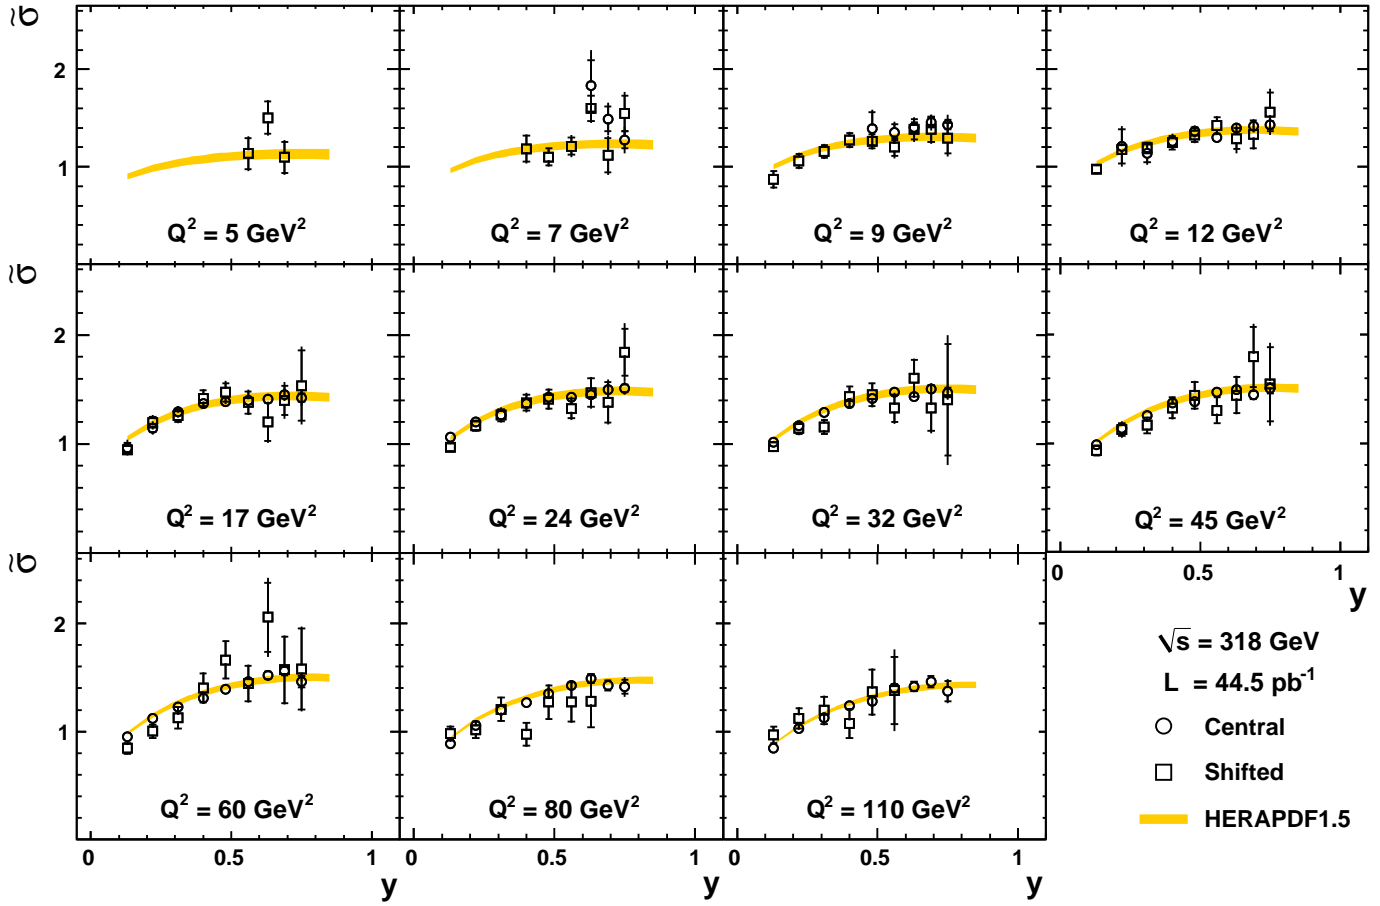 σ̃
2
1
Q² = 5 GeV²
Q² = 7 GeV²
Q² = 9 GeV²
Q² = 12 GeV²
σ̃
2
1
Q² = 17 GeV²
Q² = 24 GeV²
Q² = 32 GeV²
Q² = 45 GeV²
σ̃
2
1
Q² = 60 GeV²
Q² = 80 GeV²
Q² = 110 GeV²
0 0.5 1
y
0 0.5 1
y
0 0.5 1
y
0 0.5 1
y
√s = 318 GeV
L = 44.5 pb⁻¹
Central
Shifted
HERAPDF1.5